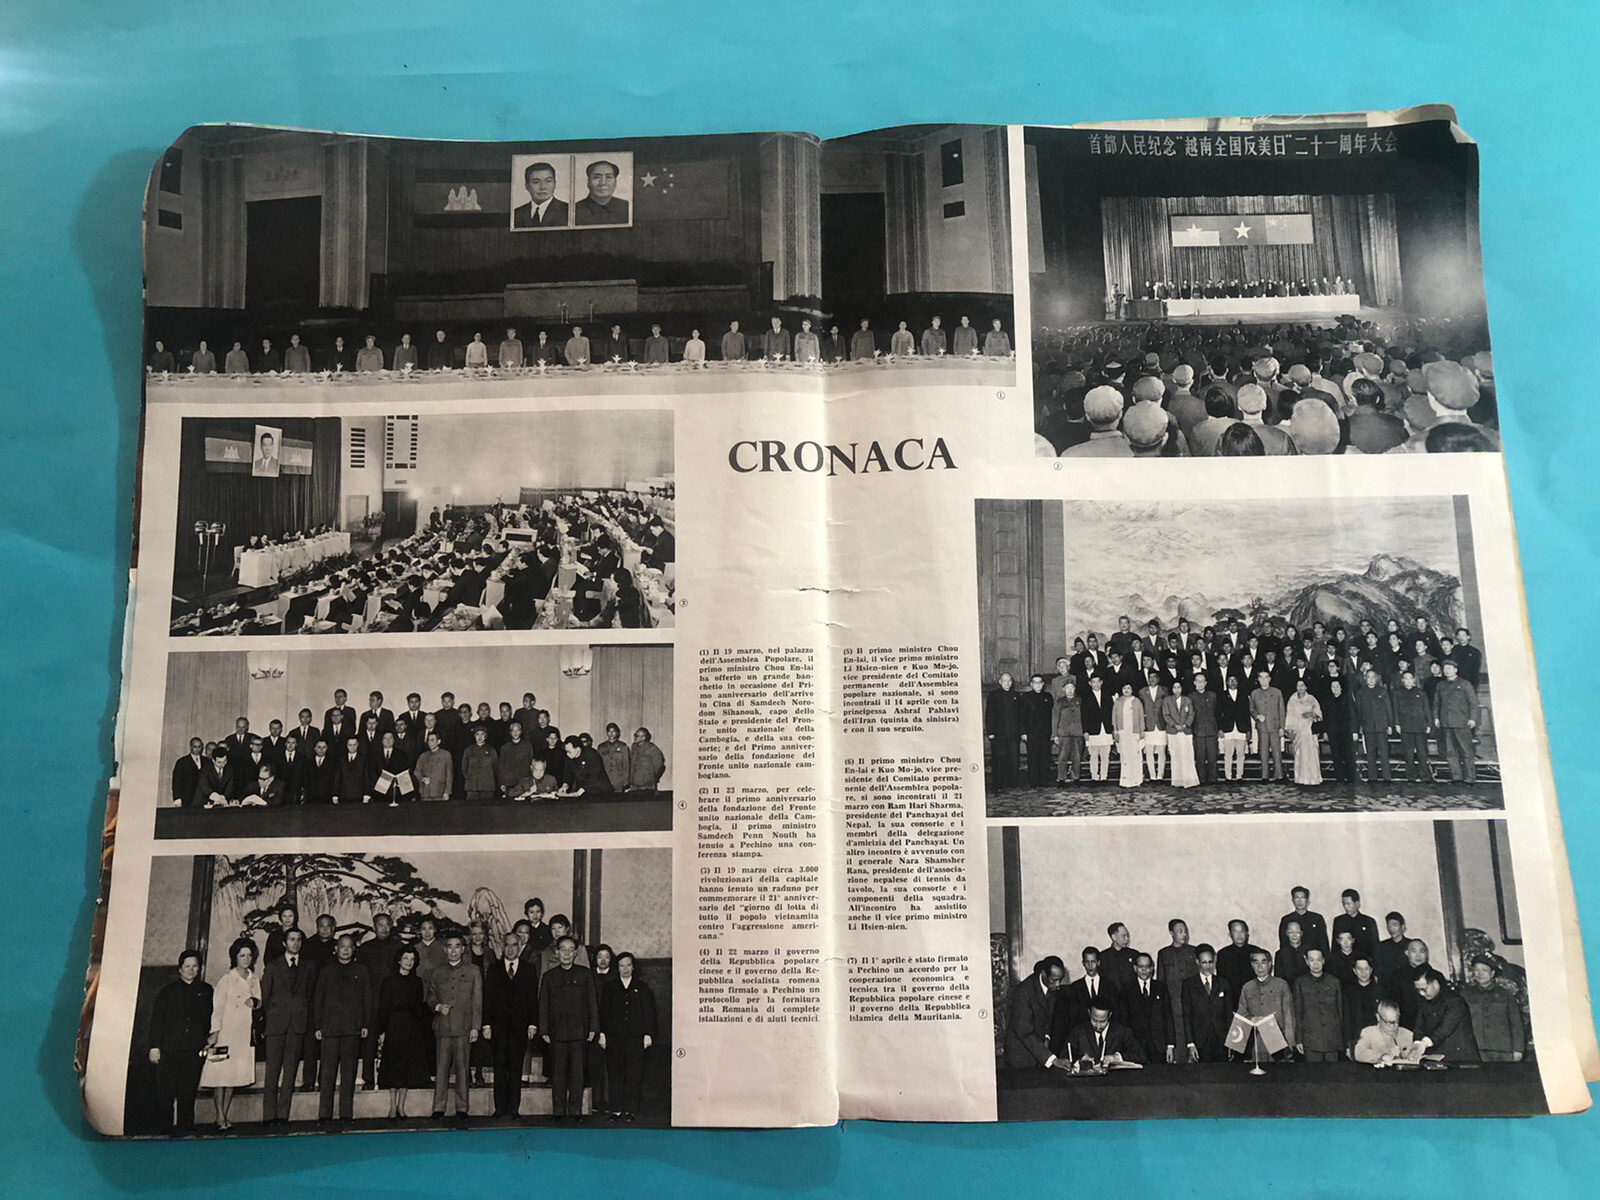 首都人民纪念"越南全国反美日"二十一周年大会
①
③
CRONACA
②
(1) Il 19 marzo, nel palazzo
dell'Assemblea Popolare, il
primo ministro Chou En-lai
ha offerto un grande ban-
chetto in occasione del Pri-
mo anniversario dell'arrivo
in Cina di Samdech Noro-
dom Sihanouk, capo dello
Stato e presidente del Fron-
te unito nazionale della
Cambogia, e della sua con-
sorte; e del Primo anniver-
sario della fondazione del
Fronte unito nazionale cam-
bogiano.
(2) Il 23 marzo, per cele-
brare il primo anniversario
della fondazione del Fronte
unito nazionale della Cam-
bogia, il primo ministro
Samdech Penn Nouth ha
tenuto a Pechino una con-
ferenza stampa.
(3) Il 19 marzo circa 3.000
rivoluzionari della capitale
hanno tenuto un raduno per
commemorare il 21° anniver-
sario del "giorno di lotta di
tutto il popolo vietnamita
contro l'aggressione ameri-
cana."
(4) Il 22 marzo il governo
della Repubblica popolare
cinese e il governo della Re-
pubblica socialista romena
hanno firmato a Pechino un
protocollo per la fornitura
alla Romania di complete
istallazioni e di aiuti tecnici.
④
⑤
(5) Il primo ministro Chou
En-lai, il vice primo ministro
Li Hsien-nien e Kuo Mo-jo,
vice presidente del Comitato
permanente dell'Assemblea
popolare nazionale, si sono
incontrati il 14 aprile con la
principessa Ashraf Pahlavi
dell'Iran (quinta da sinistra)
e con il suo seguito.
(6) Il primo ministro Chou
En-lai e Kuo Mo-jo, vice pre-
sidente del Comitato perma-
nente dell'Assemblea popola-
re, si sono incontrati il 21
marzo con Ram Hari Sharma,
presidente del Panchayat del
Nepal, la sua consorte e i
membri della delegazione
d'amicizia del Panchayat. Un
altro incontro è avvenuto con
il generale Nara Shamsher
Rana, presidente dell'associa-
zione nepalese di tennis da
tavolo, la sua consorte e i
componenti della squadra.
All'incontro ha assistito
anche il vice primo ministro
Li Hsien-nien.
(7) Il 1° aprile è stato firmato
a Pechino un accordo per la
cooperazione economica e
tecnica tra il governo della
Repubblica popolare cinese e
il governo della Repubblica
islamica della Mauritania.
⑥
⑦